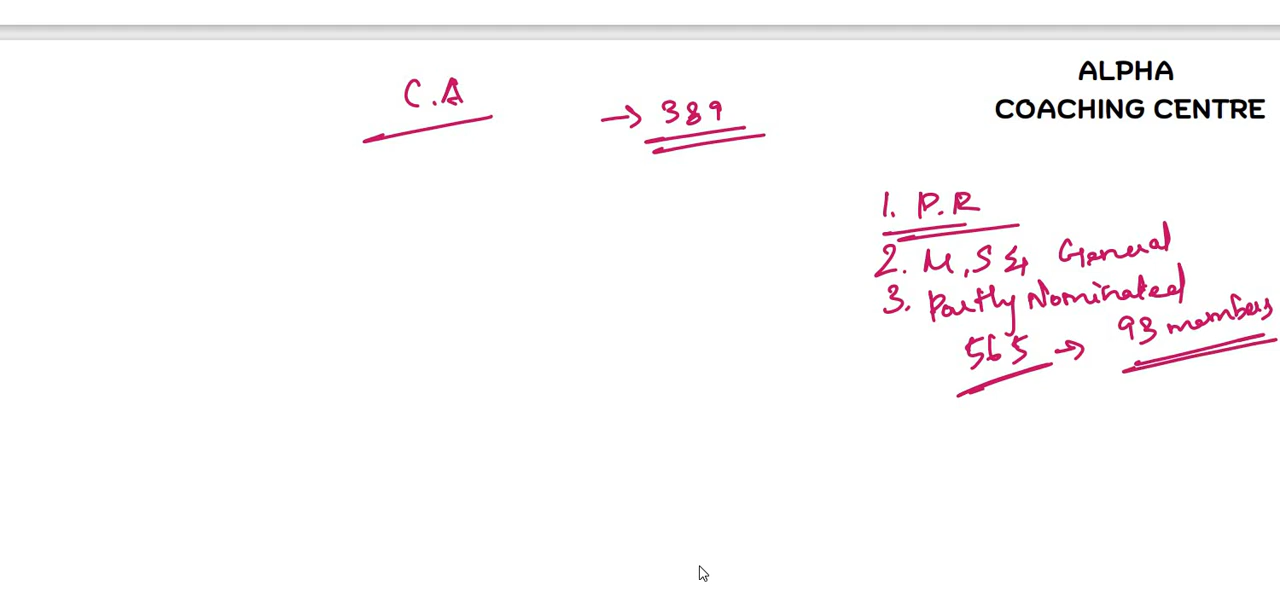 C.A
→ 389
ALPHA
COACHING CENTRE
1. P.R
2. M, S & General
3. Partly Nominated
565 → 93 members